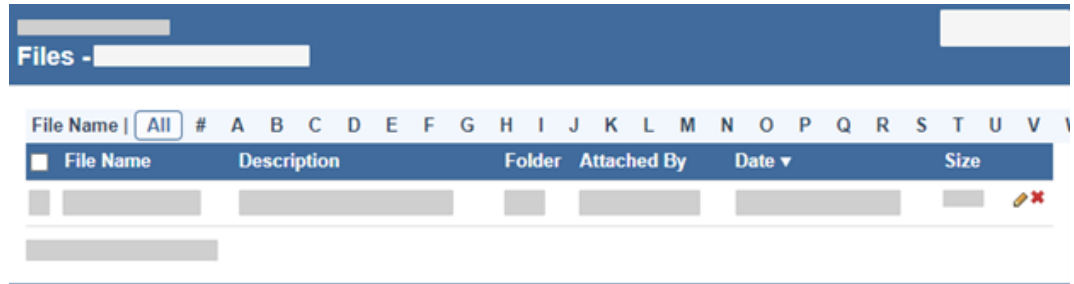 Files -
File Name | All # A B C D E F G H I J K L M N O P Q R S T U V
File Name Description Folder Attached By Date ▾ Size